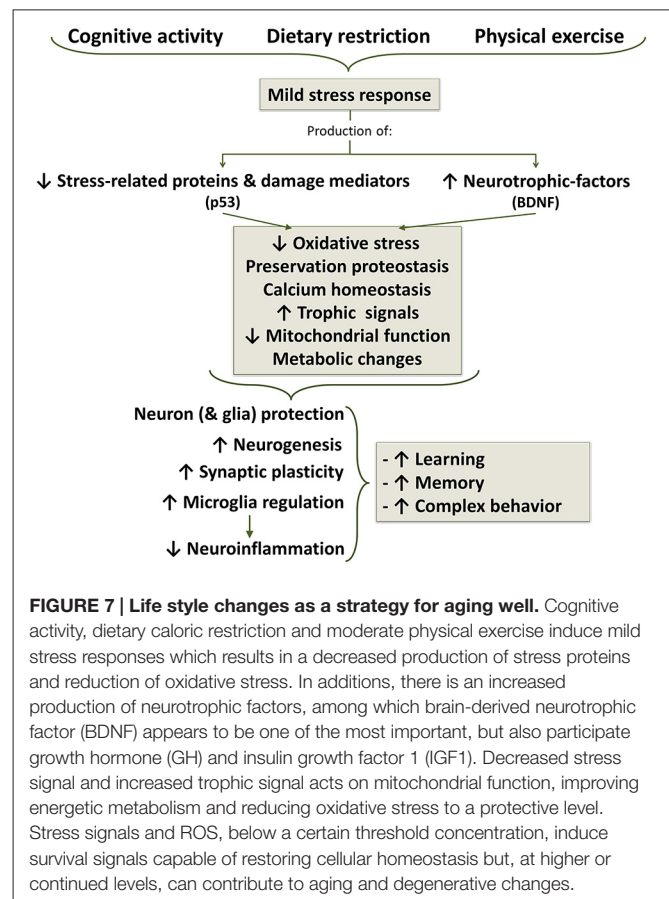 Cognitive activity Dietary restriction Physical exercise
Mild stress response
Production of:
↓ Stress-related proteins & damage mediators
(p53)
↑ Neurotrophic-factors
(BDNF)
↓ Oxidative stress
Preservation proteostasis
Calcium homeostasis
↑ Trophic signals
↓ Mitochondrial function
Metabolic changes
Neuron (& glia) protection
↑ Neurogenesis
↑ Synaptic plasticity
↑ Microglia regulation
↓ Neuroinflammation
- ↑ Learning
- ↑ Memory
- ↑ Complex behavior
FIGURE 7 | Life style changes as a strategy for aging well. Cognitive
activity, dietary caloric restriction and moderate physical exercise induce mild
stress responses which results in a decreased production of stress proteins
and reduction of oxidative stress. In additions, there is an increased
production of neurotrophic factors, among which brain-derived neurotrophic
factor (BDNF) appears to be one of the most important, but also participate
growth hormone (GH) and insulin growth factor 1 (IGF1). Decreased stress
signal and increased trophic signal acts on mitochondrial function, improving
energetic metabolism and reducing oxidative stress to a protective level.
Stress signals and ROS, below a certain threshold concentration, induce
survival signals capable of restoring cellular homeostasis but, at higher or
continued levels, can contribute to aging and degenerative changes.